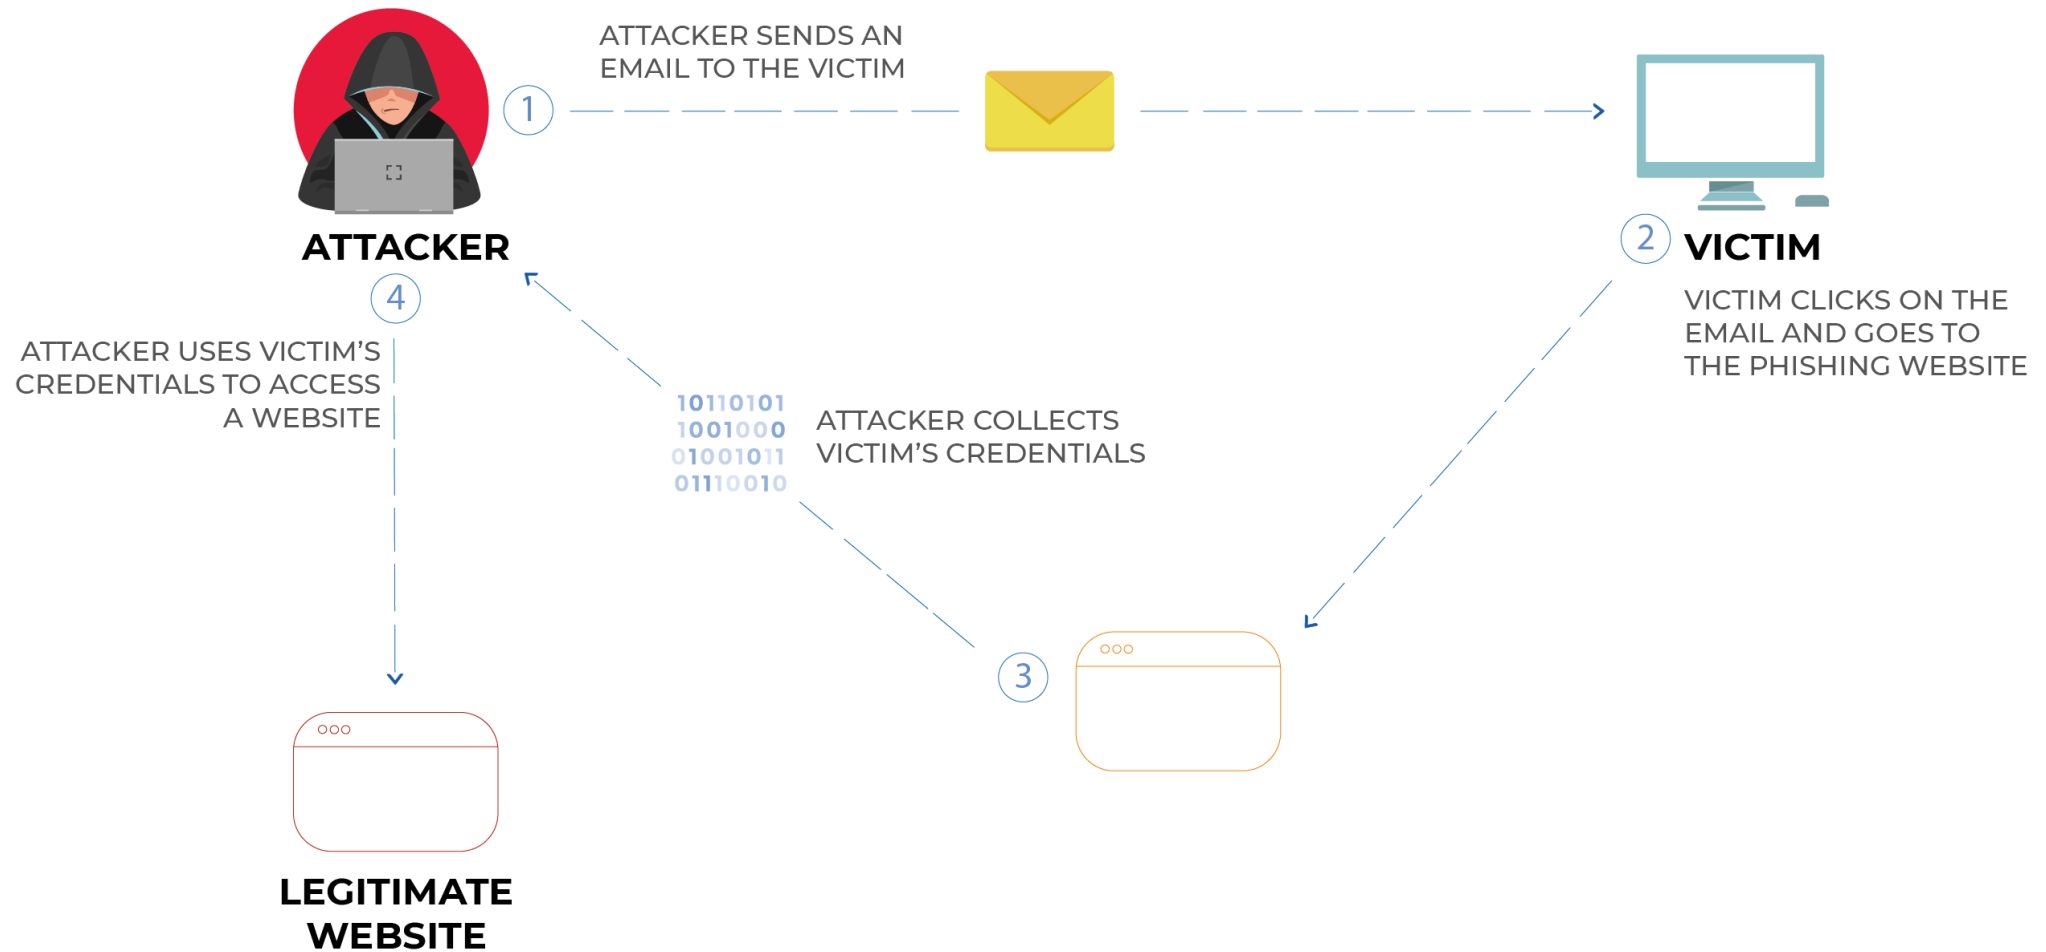 ATTACKER SENDS AN
EMAIL TO THE VICTIM
1
ATTACKER
2
VICTIM
VICTIM CLICKS ON THE
EMAIL AND GOES TO
THE PHISHING WEBSITE
4
ATTACKER USES VICTIM’S
CREDENTIALS TO ACCESS
A WEBSITE
10110101
1001000
01001011
01110010
ATTACKER COLLECTS
VICTIM’S CREDENTIALS
3
LEGITIMATE
WEBSITE